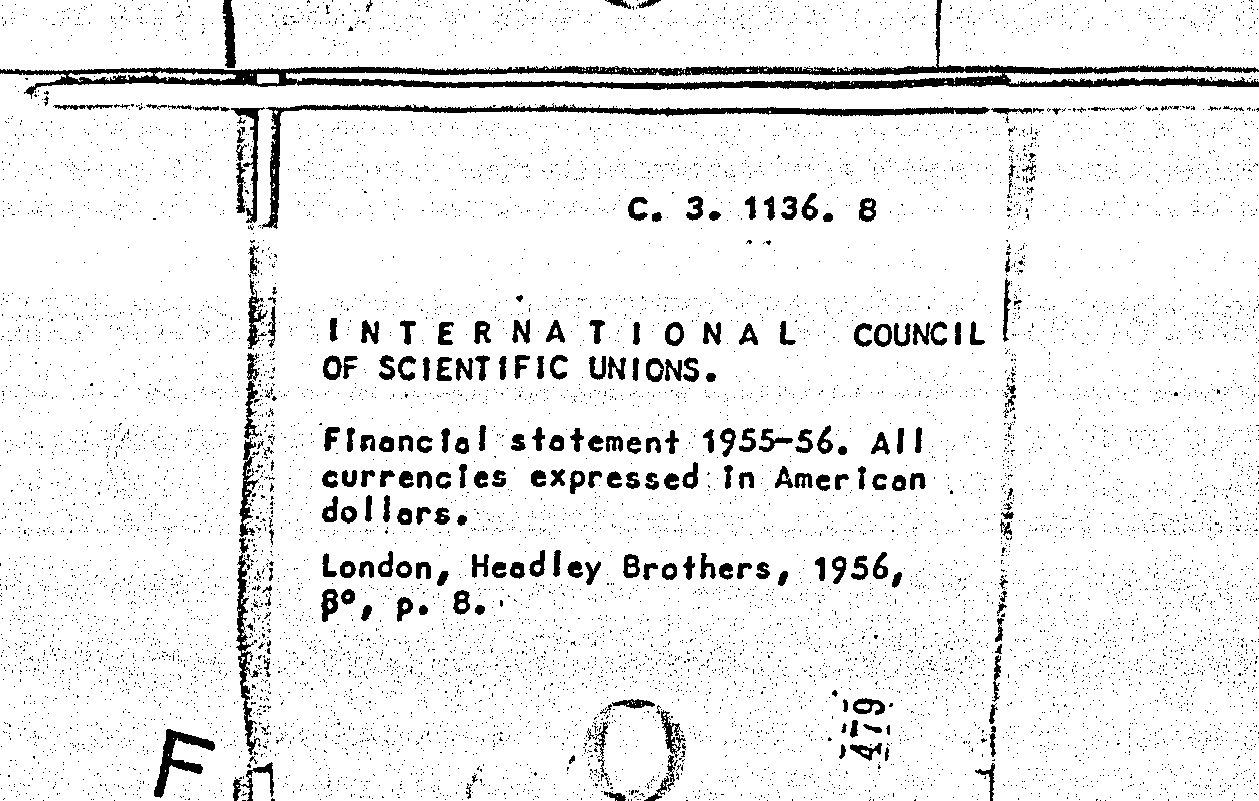 C. 3. 1136. 8
INTERNATIONAL COUNCIL
OF SCIENTIFIC UNIONS.
Financial statement 1955-56. All
currencies expressed in American
dollars.
London, Headley Brothers, 1956,
8°, p. 8.
479
F